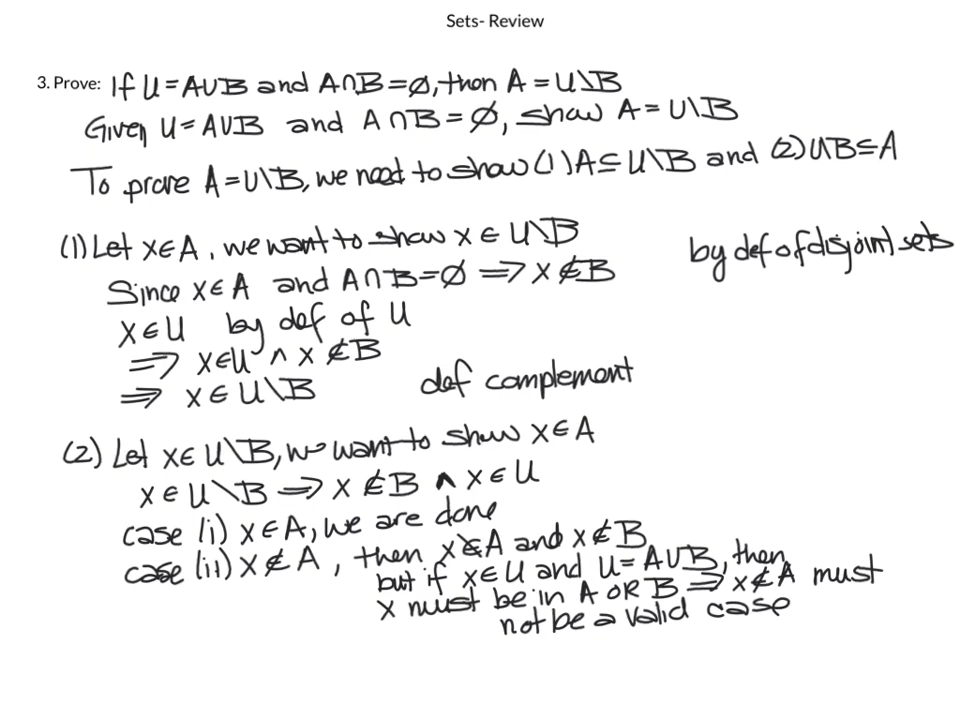 Sets- Review
3. Prove: If U = A∪B and A∩B = ∅, then A = U\B
Given U = A∪B and A∩B = ∅, show A = U\B
To prove A = U\B, we need to show (1) A ⊆ U\B and (2) U\B ⊆ A
(1) Let x ∈ A, we want to show x ∈ U\B
Since x ∈ A and A∩B = ∅ ⟹ x ∉ B by def of disjoint sets
x ∈ U by def of U
⟹ x ∈ U ∧ x ∉ B
⟹ x ∈ U\B def complement
(2) Let x ∈ U\B, we want to show x ∈ A
x ∈ U\B ⟹ x ∉ B ∧ x ∈ U
case (i) x ∈ A, we are done
case (ii) x ∉ A, then x ∉ A and x ∉ B
but if x ∈ U and U = A∪B, then
x must be in A OR B ⟹ x ∉ A must
not be a valid case